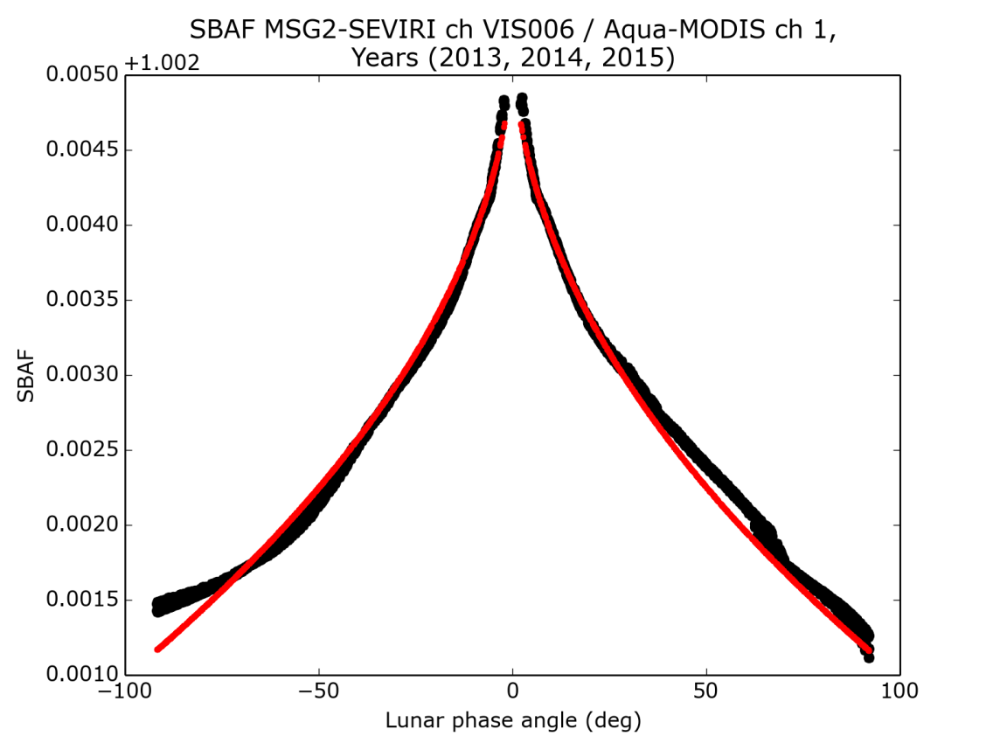 SBAF MSG2-SEVIRI ch VIS006 / Aqua-MODIS ch 1,
Years (2013, 2014, 2015)
+1.002
0.0050
0.0045
0.0040
0.0035
0.0030
0.0025
0.0020
0.0015
0.0010
SBAF
−100 −50 0 50 100
Lunar phase angle (deg)